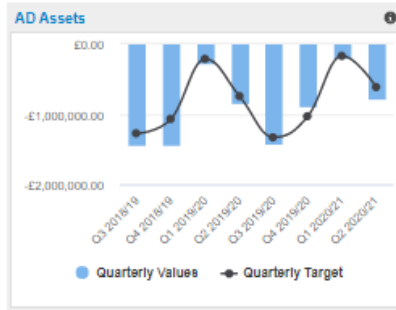 AD Assets
£0.00
-£1,000,000.00
-£2,000,000.00
Q3 2018/19
Q4 2018/19
Q1 2019/20
Q2 2019/20
Q3 2019/20
Q4 2019/20
Q1 2020/21
Q2 2020/21
Quarterly Values Quarterly Target